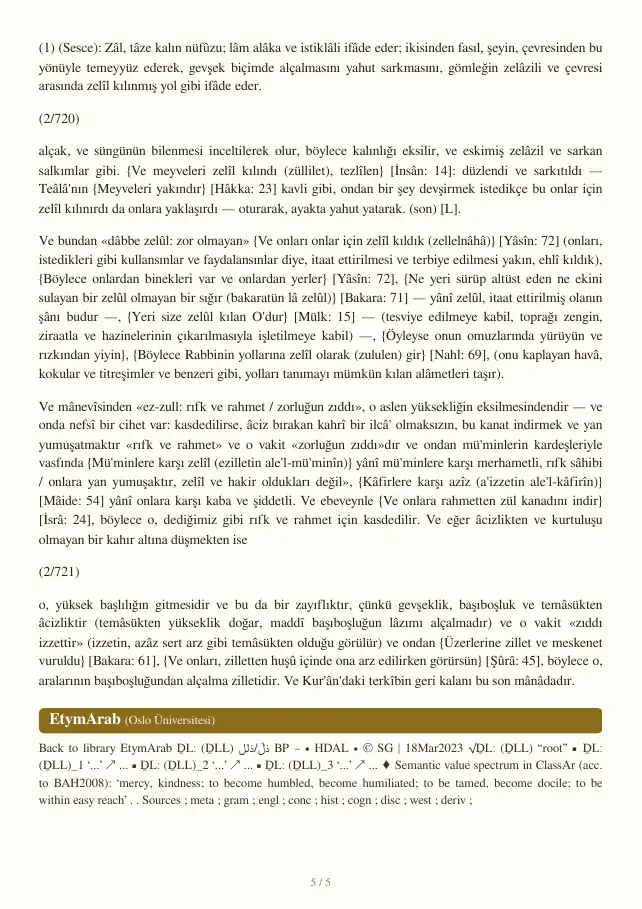 (1) (Sesce): Zâl, tâze kalın nüfûzu; lâm alâka ve istiklâli ifâde eder; ikisinden fasıl, şeyin, çevresinden bu
yönüyle temeyyüz ederek, gevşek biçimde alçalmasını yahut sarkmasını, gömleğin zelâzili ve çevresi
arasında zelîl kılınmış yol gibi ifâde eder.
(2/720)
alçak, ve süngünün bilenmesi inceltilerek olur, böylece kalınlığı eksilir, ve eskimiş zelâzil ve sarkan
salkımlar gibi. {Ve meyveleri zelîl kılındı (züllilet), tezlîlen} [İnsân: 14]: düzlendi ve sarkıtıldı —
Teâlâ'nın {Meyveleri yakındır} [Hâkka: 23] kavli gibi, ondan bir şey devşirmek istedikçe bu onlar için
zelîl kılınırdı da onlara yaklaşırdı — oturarak, ayakta yahut yatarak. (son) [L].
Ve bundan «dâbbe zelûl: zor olmayan» {Ve onları onlar için zelîl kıldık (zellelnâhâ)} [Yâsîn: 72] (onları,
istedikleri gibi kullansınlar ve faydalansınlar diye, itaat ettirilmesi ve terbiye edilmesi yakın, ehlî kıldık),
{Böylece onlardan binekleri var ve onlardan yerler} [Yâsîn: 72], {Ne yeri sürüp altüst eden ne ekini
sulayan bir zelûl olmayan bir sığır (bakaratün lâ zelûl)} [Bakara: 71] — yânî zelûl, itaat ettirilmiş olanın
şânı budur —, {Yeri size zelûl kılan O'dur} [Mülk: 15] — (tesviye edilmeye kabil, toprağı zengin,
ziraatla ve hazinelerinin çıkarılmasıyla işletilmeye kabil) —, {Öyleyse onun omuzlarında yürüyün ve
rızkından yiyin}, {Böylece Rabbinin yollarına zelîl olarak (zululen) gir} [Nahl: 69], (onu kaplayan havâ,
kokular ve titreşimler ve benzeri gibi, yolları tanımayı mümkün kılan alâmetleri taşır).
Ve mânevîsinden «ez-zull: rıfk ve rahmet / zorluğun zıddı», o aslen yüksekliğin eksilmesindendir — ve
onda nefsî bir cihet var: kasdedilirse, âciz bırakan kahrî bir ilcâ' olmaksızın, bu kanat indirmek ve yan
yumuşatmaktır «rıfk ve rahmet» ve o vakit «zorluğun zıddı»dır ve ondan mü'minlerin kardeşleriyle
vasfında {Mü'minlere karşı zelîl (ezilletin ale'l-mü'minîn)} yânî mü'minlere karşı merhametli, rıfk sâhibi
/ onlara yan yumuşaktır, zelîl ve hakir oldukları değil», {Kâfirlere karşı azîz (a'izzetin ale'l-kâfirîn)}
[Mâide: 54] yânî onlara karşı kaba ve şiddetli. Ve ebeveynle {Ve onlara rahmetten zül kanadını indir}
[İsrâ: 24], böylece o, dediğimiz gibi rıfk ve rahmet için kasdedilir. Ve eğer âcizlikten ve kurtuluşu
olmayan bir kahır altına düşmekten ise
(2/721)
o, yüksek başlılığın gitmesidir ve bu da bir zayıflıktır, çünkü gevşeklik, başıboşluk ve temâsükten
âcizliktir (temâsükten yükseklik doğar, maddî başıboşluğun lâzımı alçalmadır) ve o vakit «zıddı
izzettir» (izzetin, azâz sert arz gibi temâsükten olduğu görülür) ve ondan {Üzerlerine zillet ve meskenet
vuruldu} [Bakara: 61], {Ve onları, zilletten huşû içinde ona arz edilirken görürsün} [Şûrâ: 45], böylece o,
aralarının başıboşluğundan alçalma zilletidir. Ve Kur'ân'daki terkîbin geri kalanı bu son mânâdadır.
EtymArab (Oslo Üniversitesi)
Back to library EtymArab ḎL: (ḎLL) ذلّ/ذلل BP – • HDAL • © SG | 18Mar2023 √ḎL: (ḎLL) “root” ▪ ḎL:
(ḎLL)_1 ‘...’ ↗ ... ▪ ḎL: (ḎLL)_2 ‘...’ ↗ ... ▪ ḎL: (ḎLL)_3 ‘...’ ↗ ... ♦ Semantic value spectrum in ClassAr (acc.
to BAH2008): ‘mercy, kindness; to become humbled, become humiliated; to be tamed, become docile; to be
within easy reach’ . . Sources ; meta ; gram ; engl ; conc ; hist ; cogn ; disc ; west ; deriv ;
5 / 5